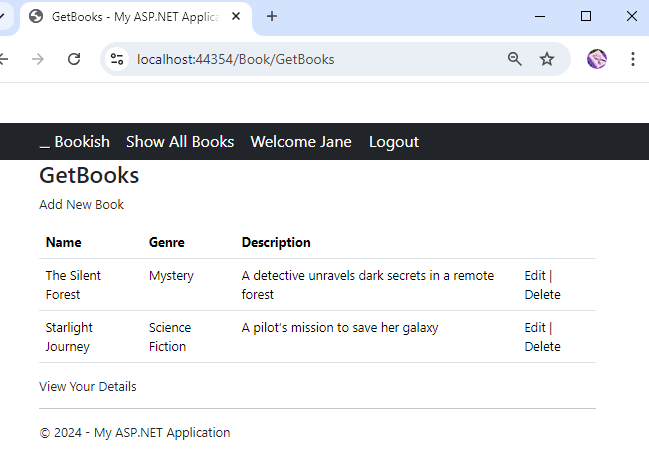 GetBooks - My ASP.NET Applica
localhost:44354/Book/GetBooks
_ Bookish Show All Books Welcome Jane Logout
GetBooks
Add New Book
Name Genre Description
The Silent Mystery A detective unravels dark secrets in a remote Edit |
Forest forest Delete
Starlight Science A pilot's mission to save her galaxy Edit |
Journey Fiction Delete
View Your Details
© 2024 - My ASP.NET Application